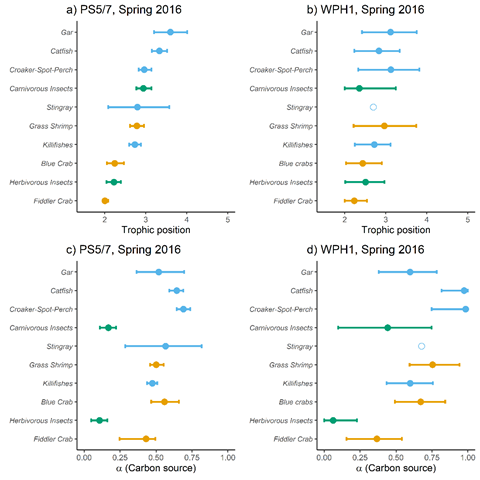 a) PS5/7, Spring 2016
Gar
Catfish
Croaker-Spot-Perch
Carnivorous Insects
Stingray
Grass Shrimp
Killifishes
Blue Crab
Herbivorous Insects
Fiddler Crab
1 2 3 4 5
Trophic position
b) WPH1, Spring 2016
Gar
Catfish
Croaker-Spot-Perch
Carnivorous Insects
Stingray
Grass Shrimp
Killifishes
Blue crabs
Herbivorous Insects
Fiddler Crab
1 2 3 4 5
Trophic position
c) PS5/7, Spring 2016
Gar
Catfish
Croaker-Spot-Perch
Carnivorous Insects
Stingray
Grass Shrimp
Killifishes
Blue Crab
Herbivorous Insects
Fiddler Crab
0.00 0.25 0.50 0.75 1.00
α (Carbon source)
d) WPH1, Spring 2016
Gar
Catfish
Croaker-Spot-Perch
Carnivorous Insects
Stingray
Grass Shrimp
Killifishes
Blue crabs
Herbivorous Insects
Fiddler Crab
0.00 0.25 0.50 0.75 1.00
α (Carbon source)